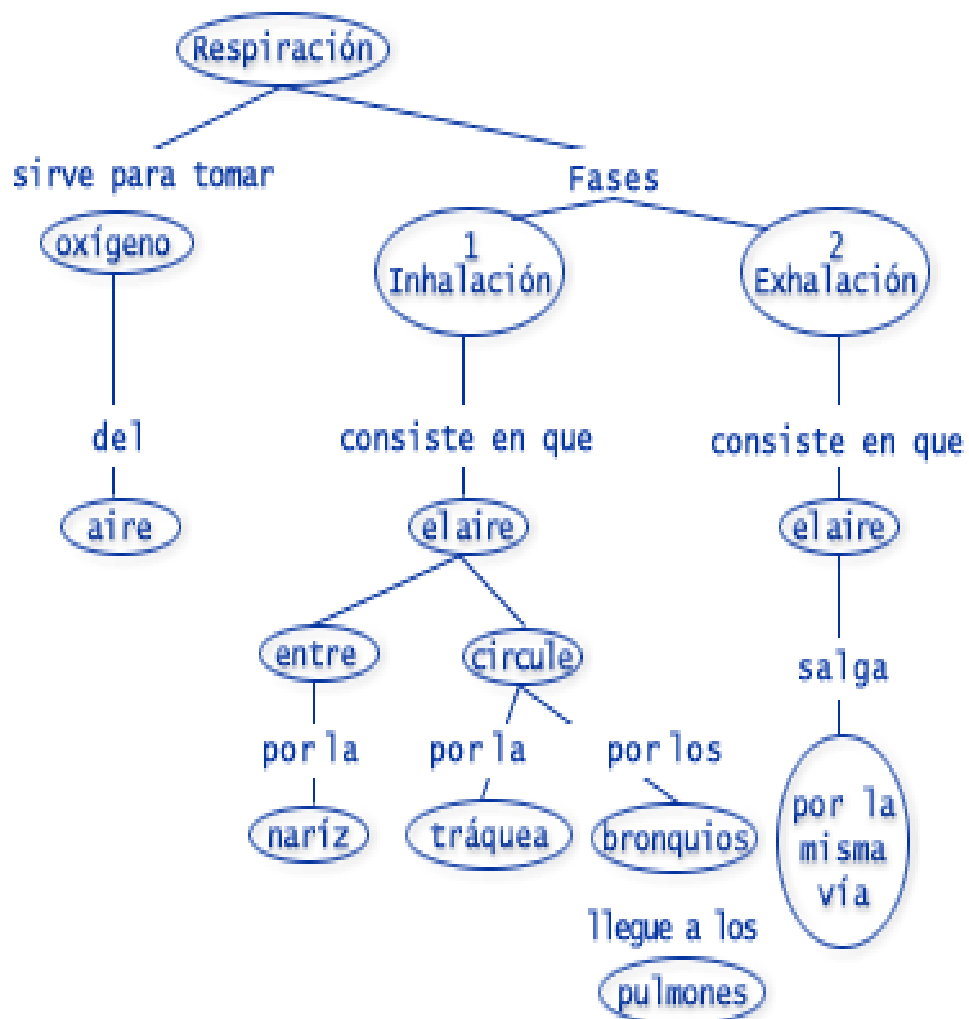 Respiración
sirve para tomar
Fases
oxígeno
1
Inhalación
2
Exhalación
del
consiste en que
consiste en que
aire
el aire
el aire
entre
circule
salga
por la
por la
por los
naríz
tráquea
bronquios
por la
misma
vía
llegue a los
pulmones